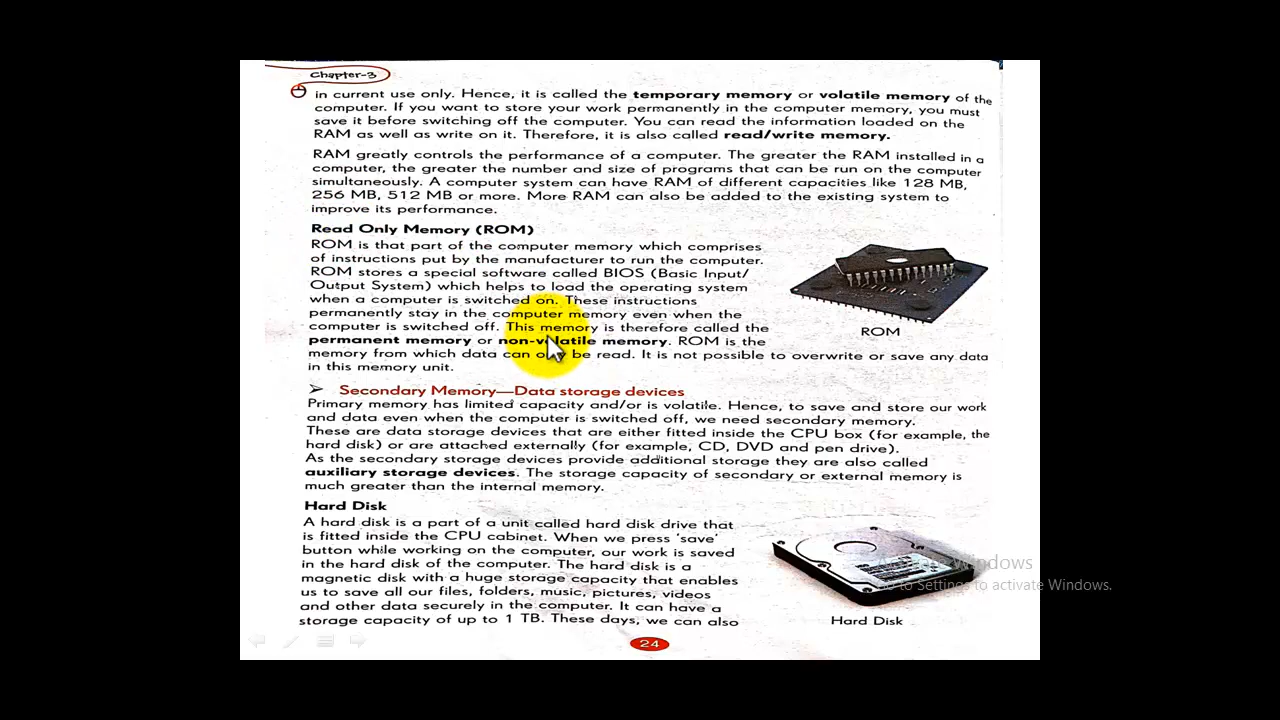 Chapter-3
in current use only. Hence, it is called the temporary memory or volatile memory of the
computer. If you want to store your work permanently in the computer memory, you must
save it before switching off the computer. You can read the information loaded on the
RAM as well as write on it. Therefore, it is also called read/write memory.
RAM greatly controls the performance of a computer. The greater the RAM installed in a
computer, the greater the number and size of programs that can be run on the computer
simultaneously. A computer system can have RAM of different capacities like 128 MB,
256 MB, 512 MB or more. More RAM can also be added to the existing system to
improve its performance.
Read Only Memory (ROM)
ROM is that part of the computer memory which comprises
of instructions put by the manufacturer to run the computer.
ROM stores a special software called BIOS (Basic Input/
Output System) which helps to load the operating system
when a computer is switched on. These instructions
permanently stay in the computer memory even when the
computer is switched off. This memory is therefore called the
permanent memory or non-volatile memory. ROM is the
memory from which data can only be read. It is not possible to overwrite or save any data
in this memory unit.
ROM
➢ Secondary Memory—Data storage devices
Primary memory has limited capacity and/or is volatile. Hence, to save and store our work
and data even when the computer is switched off, we need secondary memory.
These are data storage devices that are either fitted inside the CPU box (for example, the
hard disk) or are attached externally (for example, CD, DVD and pen drive).
As the secondary storage devices provide additional storage they are also called
auxiliary storage devices. The storage capacity of secondary or external memory is
much greater than the internal memory.
Hard Disk
A hard disk is a part of a unit called hard disk drive that
is fitted inside the CPU cabinet. When we press 'save'
button while working on the computer, our work is saved
in the hard disk of the computer. The hard disk is a
magnetic disk with a huge storage capacity that enables
us to save all our files, folders, music, pictures, videos
and other data securely in the computer. It can have a
storage capacity of up to 1 TB. These days, we can also
Hard Disk
24
Activate Windows
Go to Settings to activate Windows.